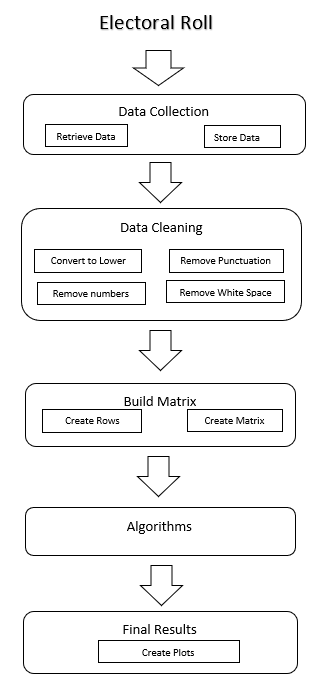 Electoral Roll
Data Collection
Retrieve Data
Store Data
Data Cleaning
Convert to Lower
Remove Punctuation
Remove numbers
Remove White Space
Build Matrix
Create Rows
Create Matrix
Algorithms
Final Results
Create Plots